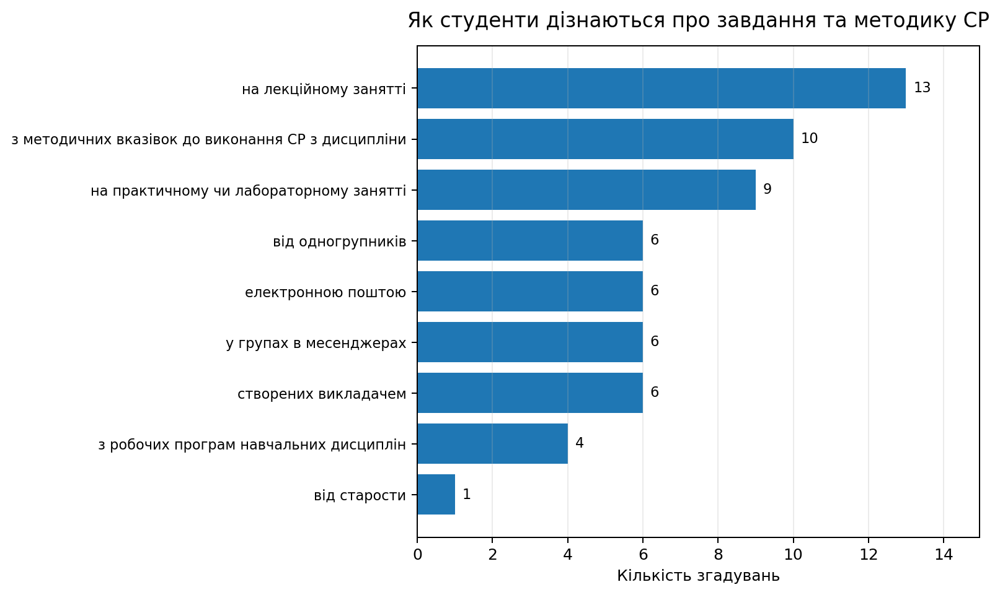 Як студенти дізнаються про завдання та методику СР
на лекційному занятті
13
з методичних вказівок до виконання СР з дисципліни
10
на практичному чи лабораторному занятті
9
від одногрупників
6
електронною поштою
6
у групах в месенджерах
6
створених викладачем
6
з робочих програм навчальних дисциплін
4
від старости
1
0 2 4 6 8 10 12 14
Кількість згадувань